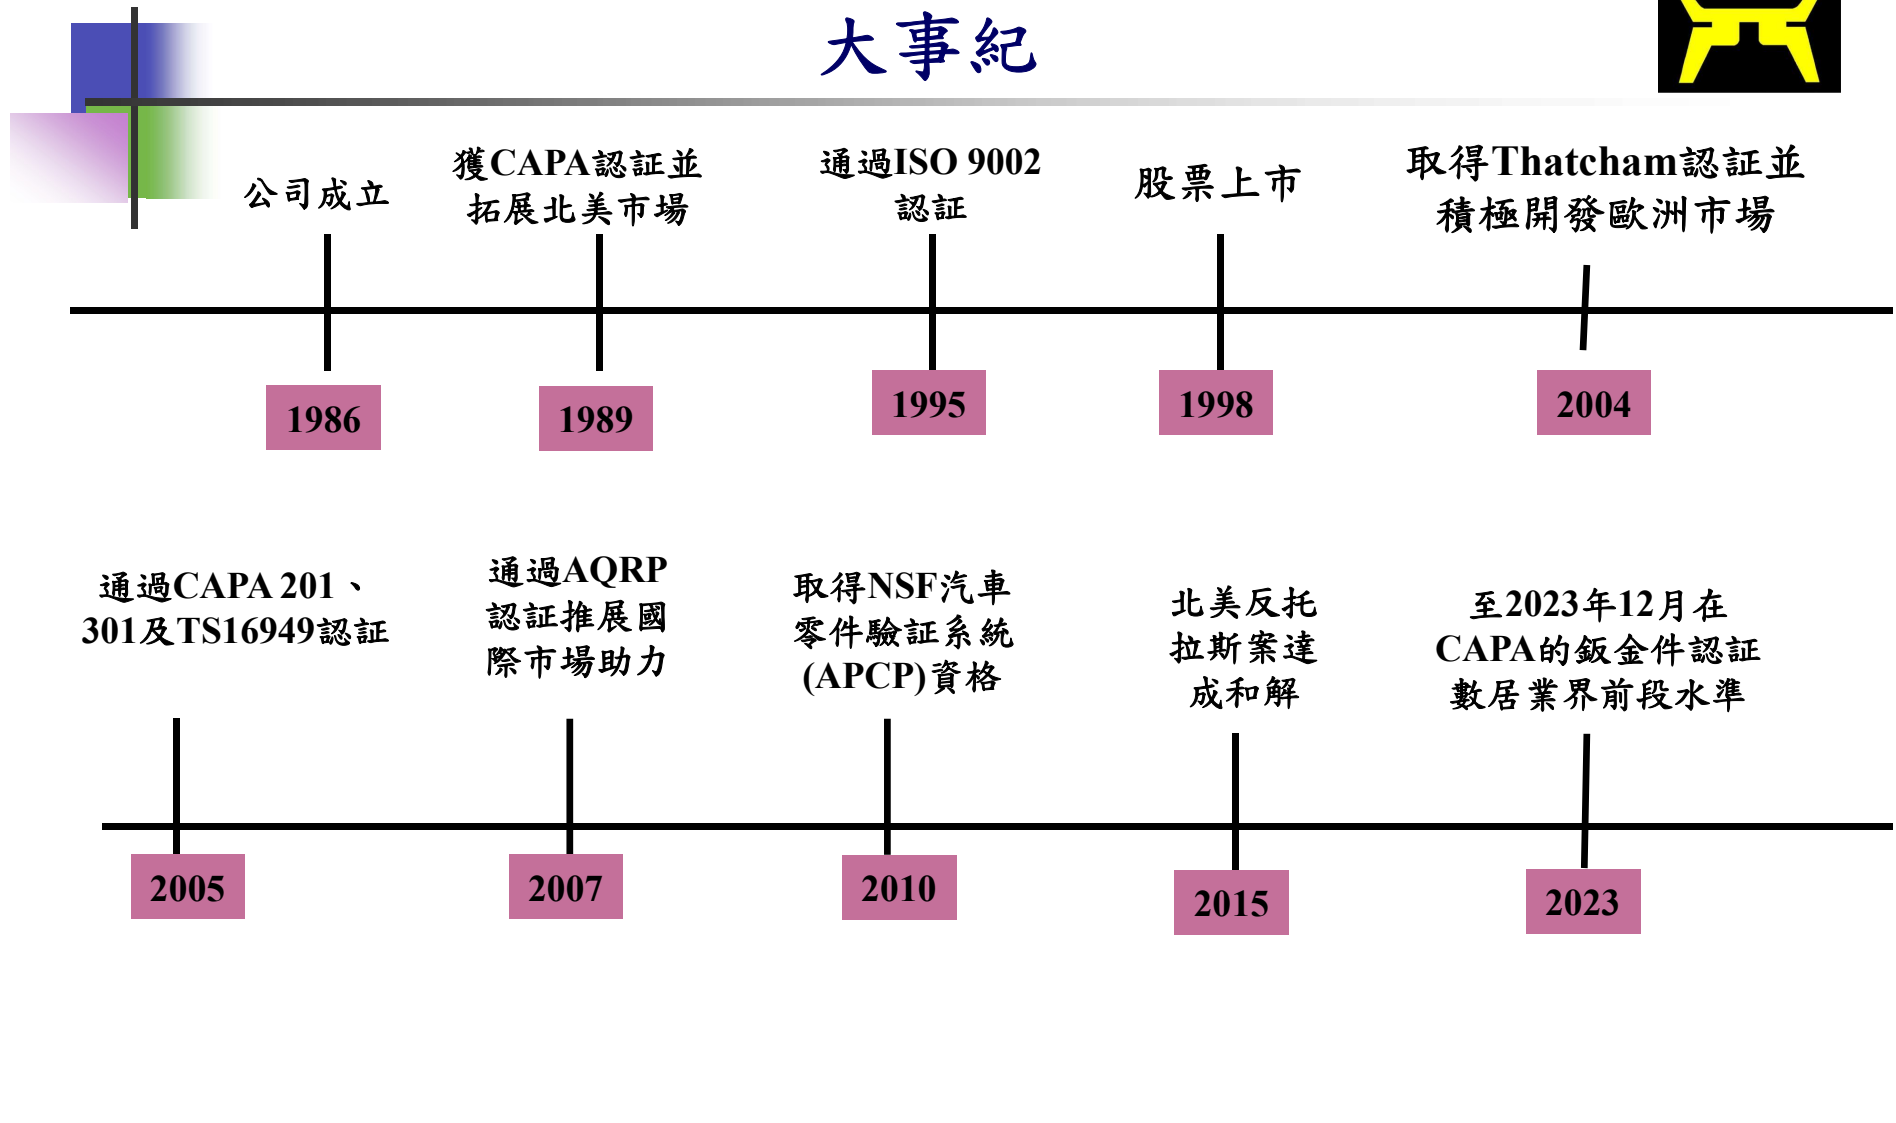 大事紀
公司成立
獲CAPA認証並
拓展北美市場
通過ISO 9002
認証
股票上市
取得Thatcham認証並
積極開發歐洲市場
1986
1989
1995
1998
2004
通過CAPA 201、
301及TS16949認証
通過AQRP
認証推展國
際市場助力
取得NSF汽車
零件驗証系統
(APCP)資格
北美反托
拉斯案達
成和解
至2023年12月在
CAPA的鈑金件認証
數居業界前段水準
2005
2007
2010
2015
2023